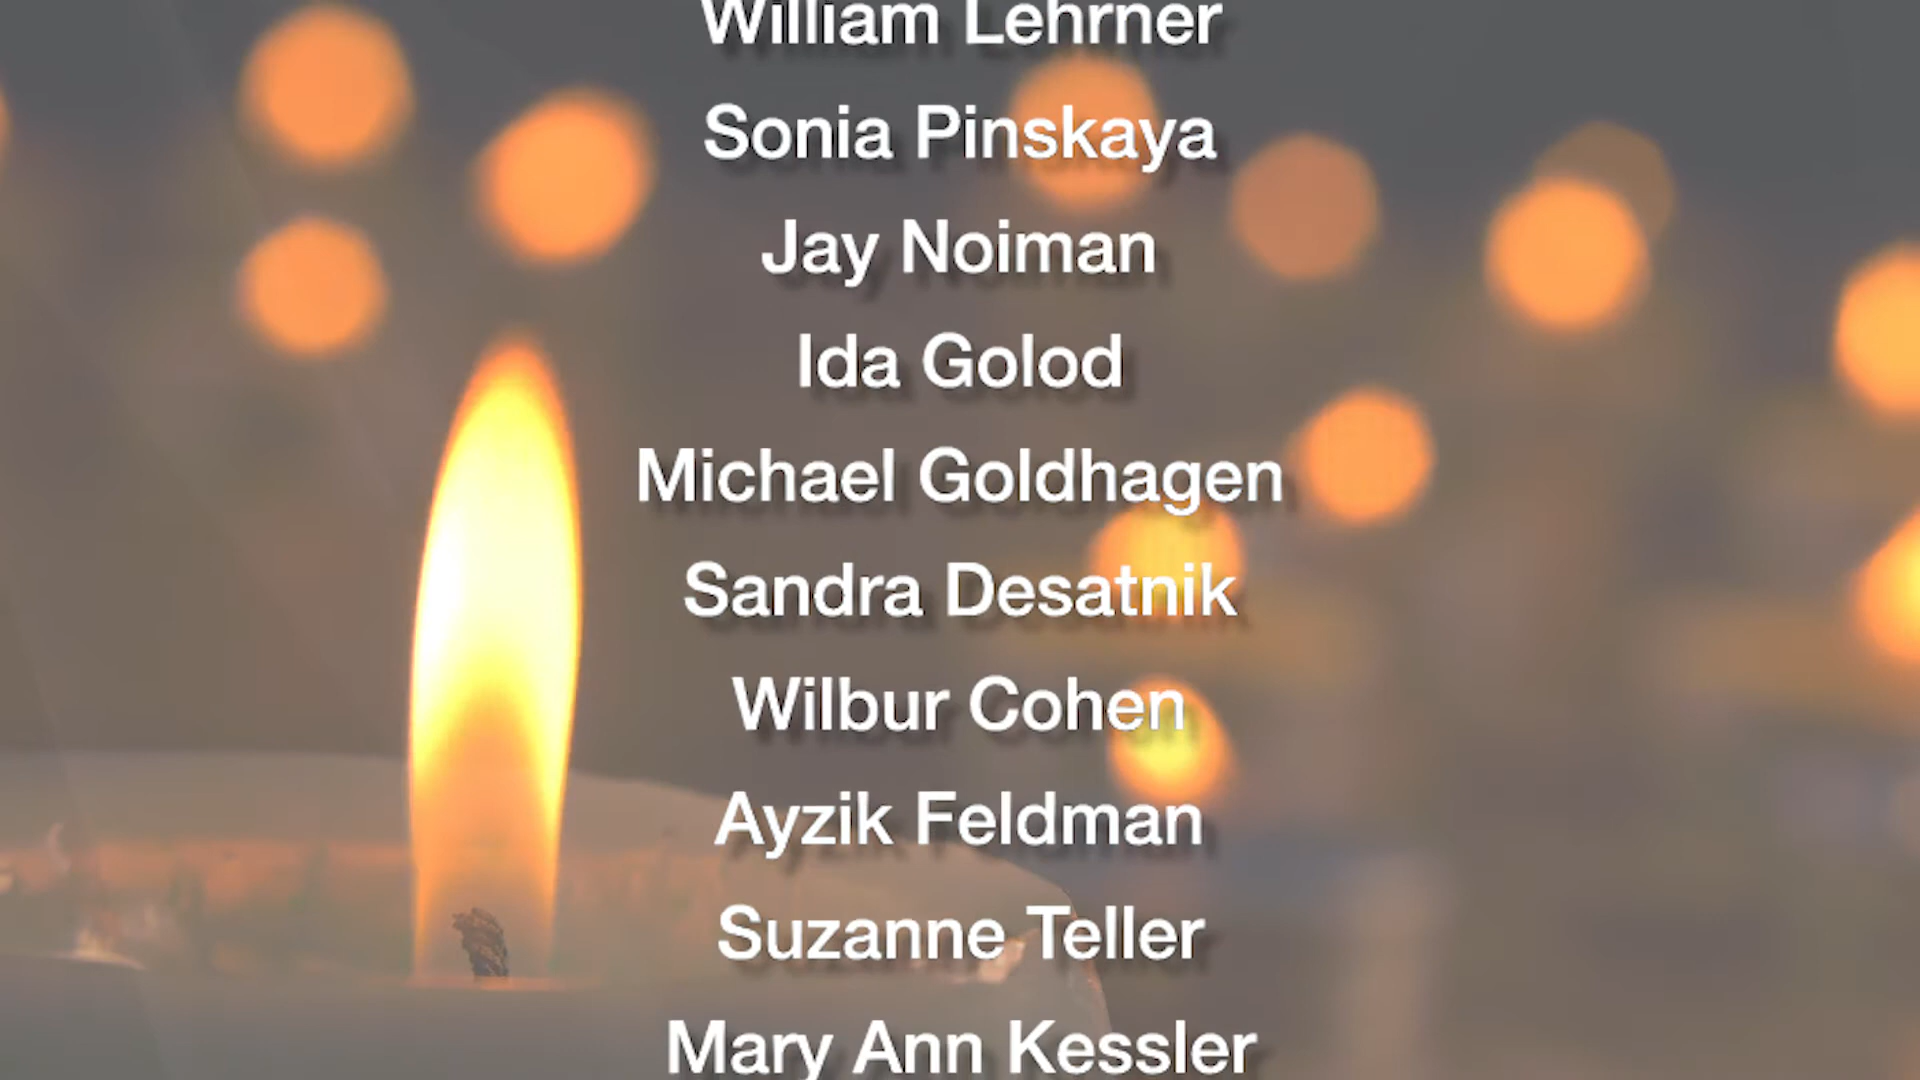 William Lehrner
Sonia Pinskaya
Jay Noiman
Ida Golod
Michael Goldhagen
Sandra Desatnik
Wilbur Cohen
Ayzik Feldman
Suzanne Teller
Mary Ann Kessler